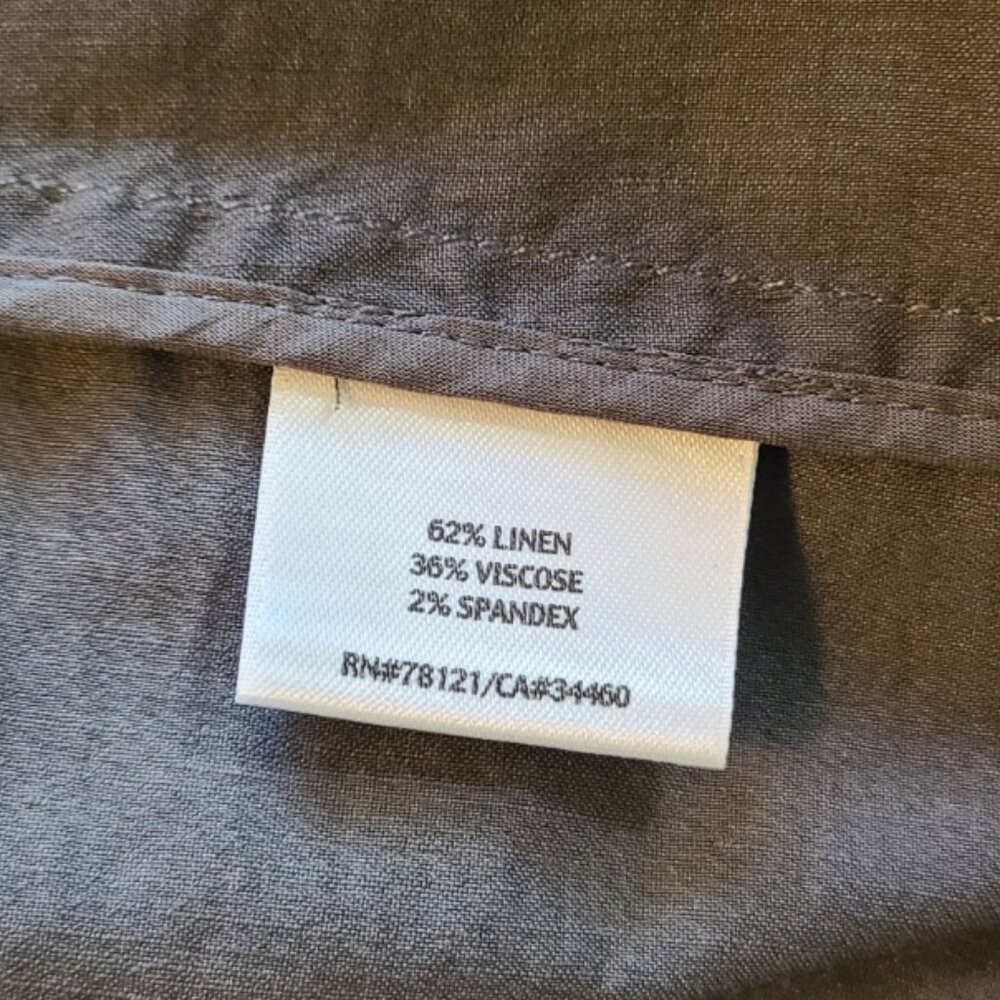 62% LINEN
36% VISCOSE
2% SPANDEX
RN#78121/CA#34460